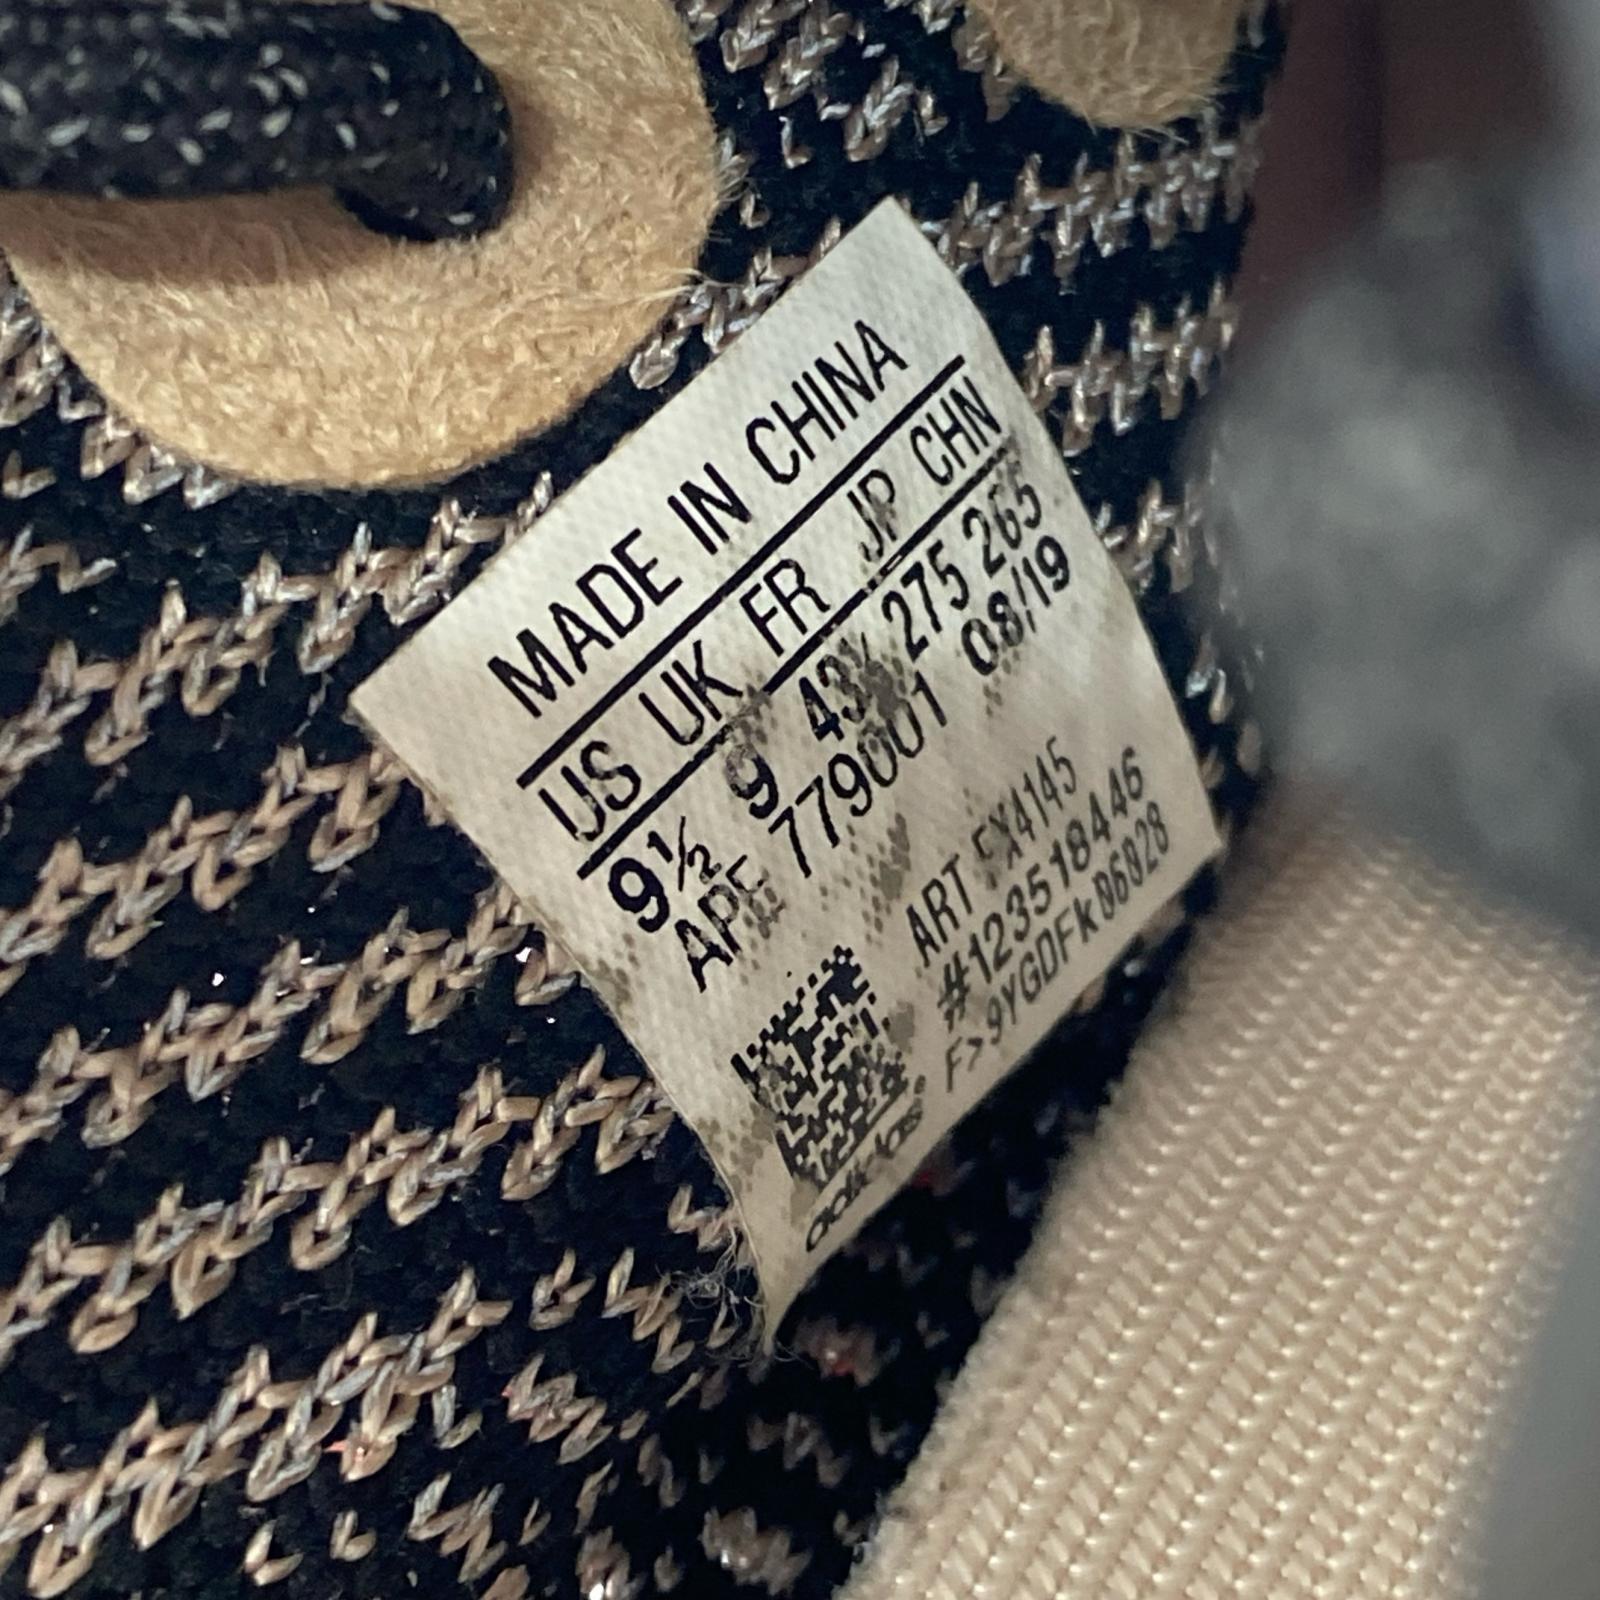 MADE IN CHINA
US UK FR JP CHN
9½ 9 43⅓ 275 265
APE 779001 08/19
ART FX4145
#123518446
F>9YGDFk06028
adidas®